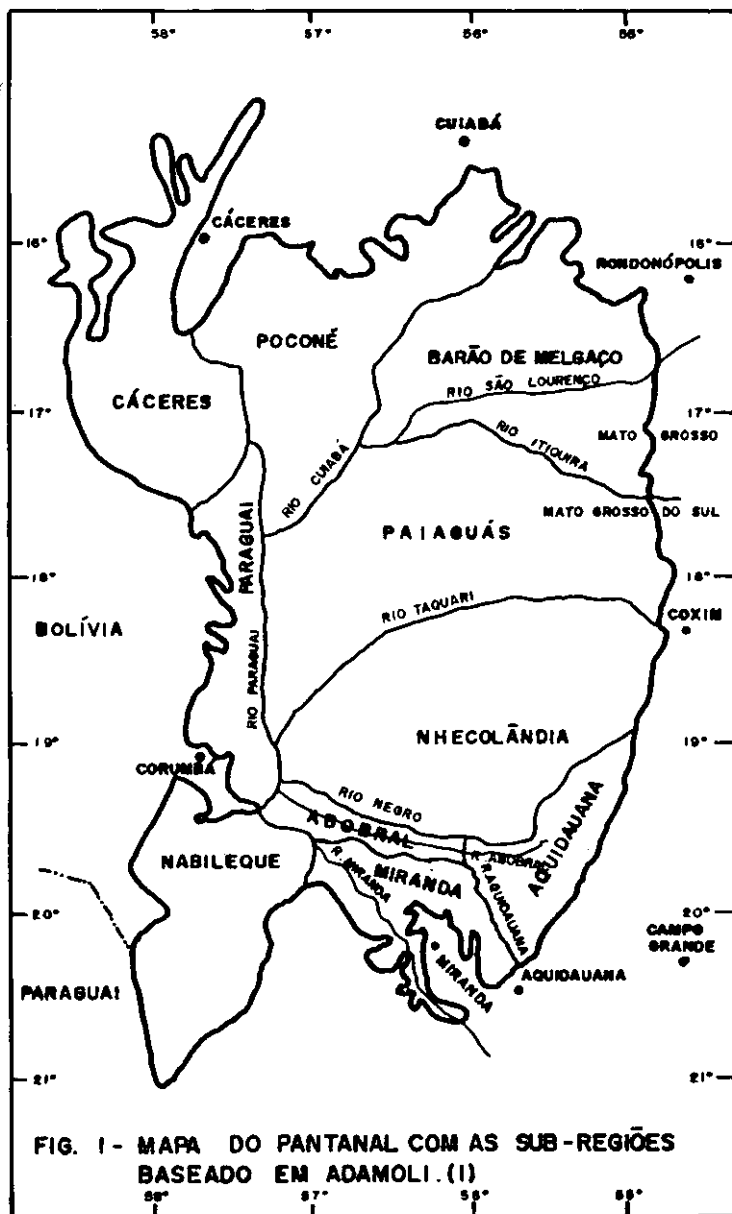 58° 57° 56° 55°
CUIABÁ
CÁCERES
16° 16°
RONDONÓPOLIS
POCONÉ
BARÃO DE MELGAÇO
RIO SÃO LOURENÇO
CÁCERES
17° 17°
MATO GROSSO
RIO ITIQUIRA
RIO CUIABÁ
MATO GROSSO DO SUL
PAIAGUÁS
PARAGUAI
18° 18°
RIO TAQUARI
COXIM
BOLÍVIA
RIO PARAGUAI
NHECOLÂNDIA
19° 19°
CORUMBA
RIO NEGRO
ABOBRAL
R. ABOBRAL
AQUIDAUANA
NABILEQUE
R. MIRANDA
MIRANDA
R. AQUIDAUANA
20° 20°
CAMPO
GRANDE
MIRANDA
AQUIDAUANA
PARAGUAI
21° 21°
FIG. 1 - MAPA DO PANTANAL COM AS SUB-REGIÕES
BASEADO EM ADAMOLI.(1)
58° 57° 56° 55°